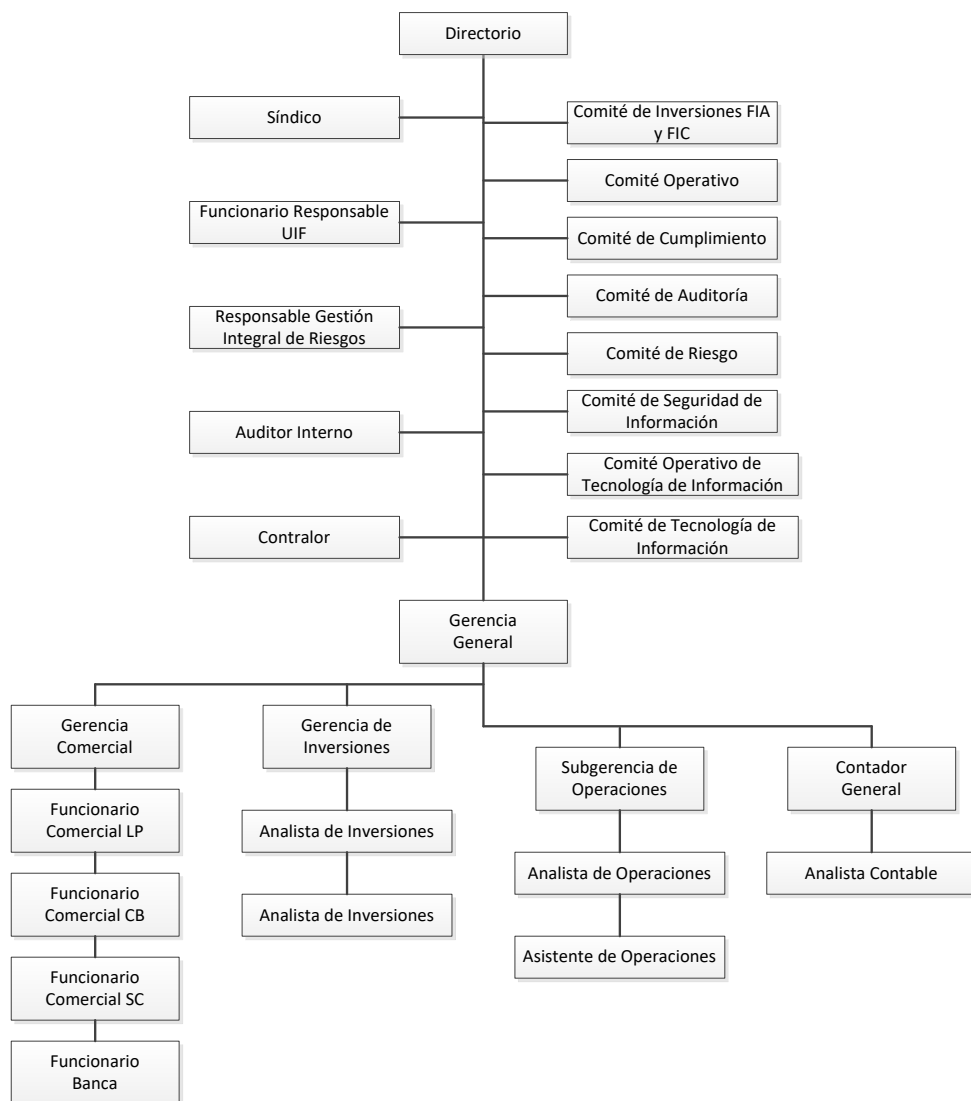 Directorio
Síndico
Comité de Inversiones FIA
y FIC
Comité Operativo
Funcionario Responsable
UIF
Comité de Cumplimiento
Comité de Auditoría
Responsable Gestión
Integral de Riesgos
Comité de Riesgo
Comité de Seguridad de
Información
Auditor Interno
Comité Operativo de
Tecnología de Información
Contralor
Comité de Tecnología de
Información
Gerencia
General
Gerencia
Comercial
Gerencia de
Inversiones
Subgerencia de
Operaciones
Contador
General
Funcionario
Comercial LP
Analista de Inversiones
Analista de Operaciones
Analista Contable
Funcionario
Comercial CB
Analista de Inversiones
Asistente de Operaciones
Funcionario
Comercial SC
Funcionario
Banca